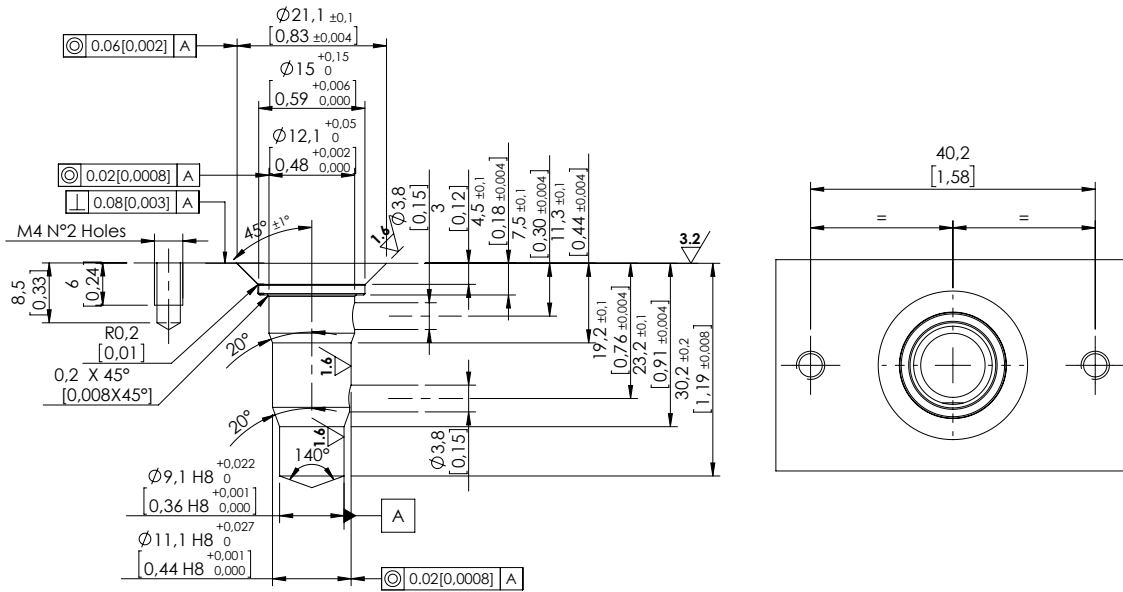 Ø21,1 ±0,1
[0,83 ±0,004]
◎ 0.06[0,002] A
Ø15 +0,15 0
[0,59 +0,006 0,000]
Ø12,1 +0,05 0
[0,48 +0,002 0,000]
◎ 0.02[0,0008] A
⊥ 0.08[0,003] A
45° ±1°
1.6
Ø3,8
[0,15]
3
[0,12]
4,5 ±0,1
[0,18 ±0,004]
7,5 ±0,1
[0,30 ±0,004]
11,3 ±0,1
[0,44 ±0,004]
3.2
M4 N°2 Holes
8,5
[0,33]
6
[0,24]
R0,2
[0,01]
0,2 X 45°
[0,008X45°]
20°
1.6
19,2 ±0,1
[0,76 ±0,004]
23,2 ±0,1
[0,91 ±0,004]
30,2 ±0,2
[1,19 ±0,008]
20°
1.6
140°
Ø3,8
[0,15]
Ø9,1 H8 +0,022 0
[0,36 H8 +0,001 0,000]
A
Ø11,1 H8 +0,027 0
[0,44 H8 +0,001 0,000]
◎ 0.02[0,0008] A
40,2
[1,58]
= =